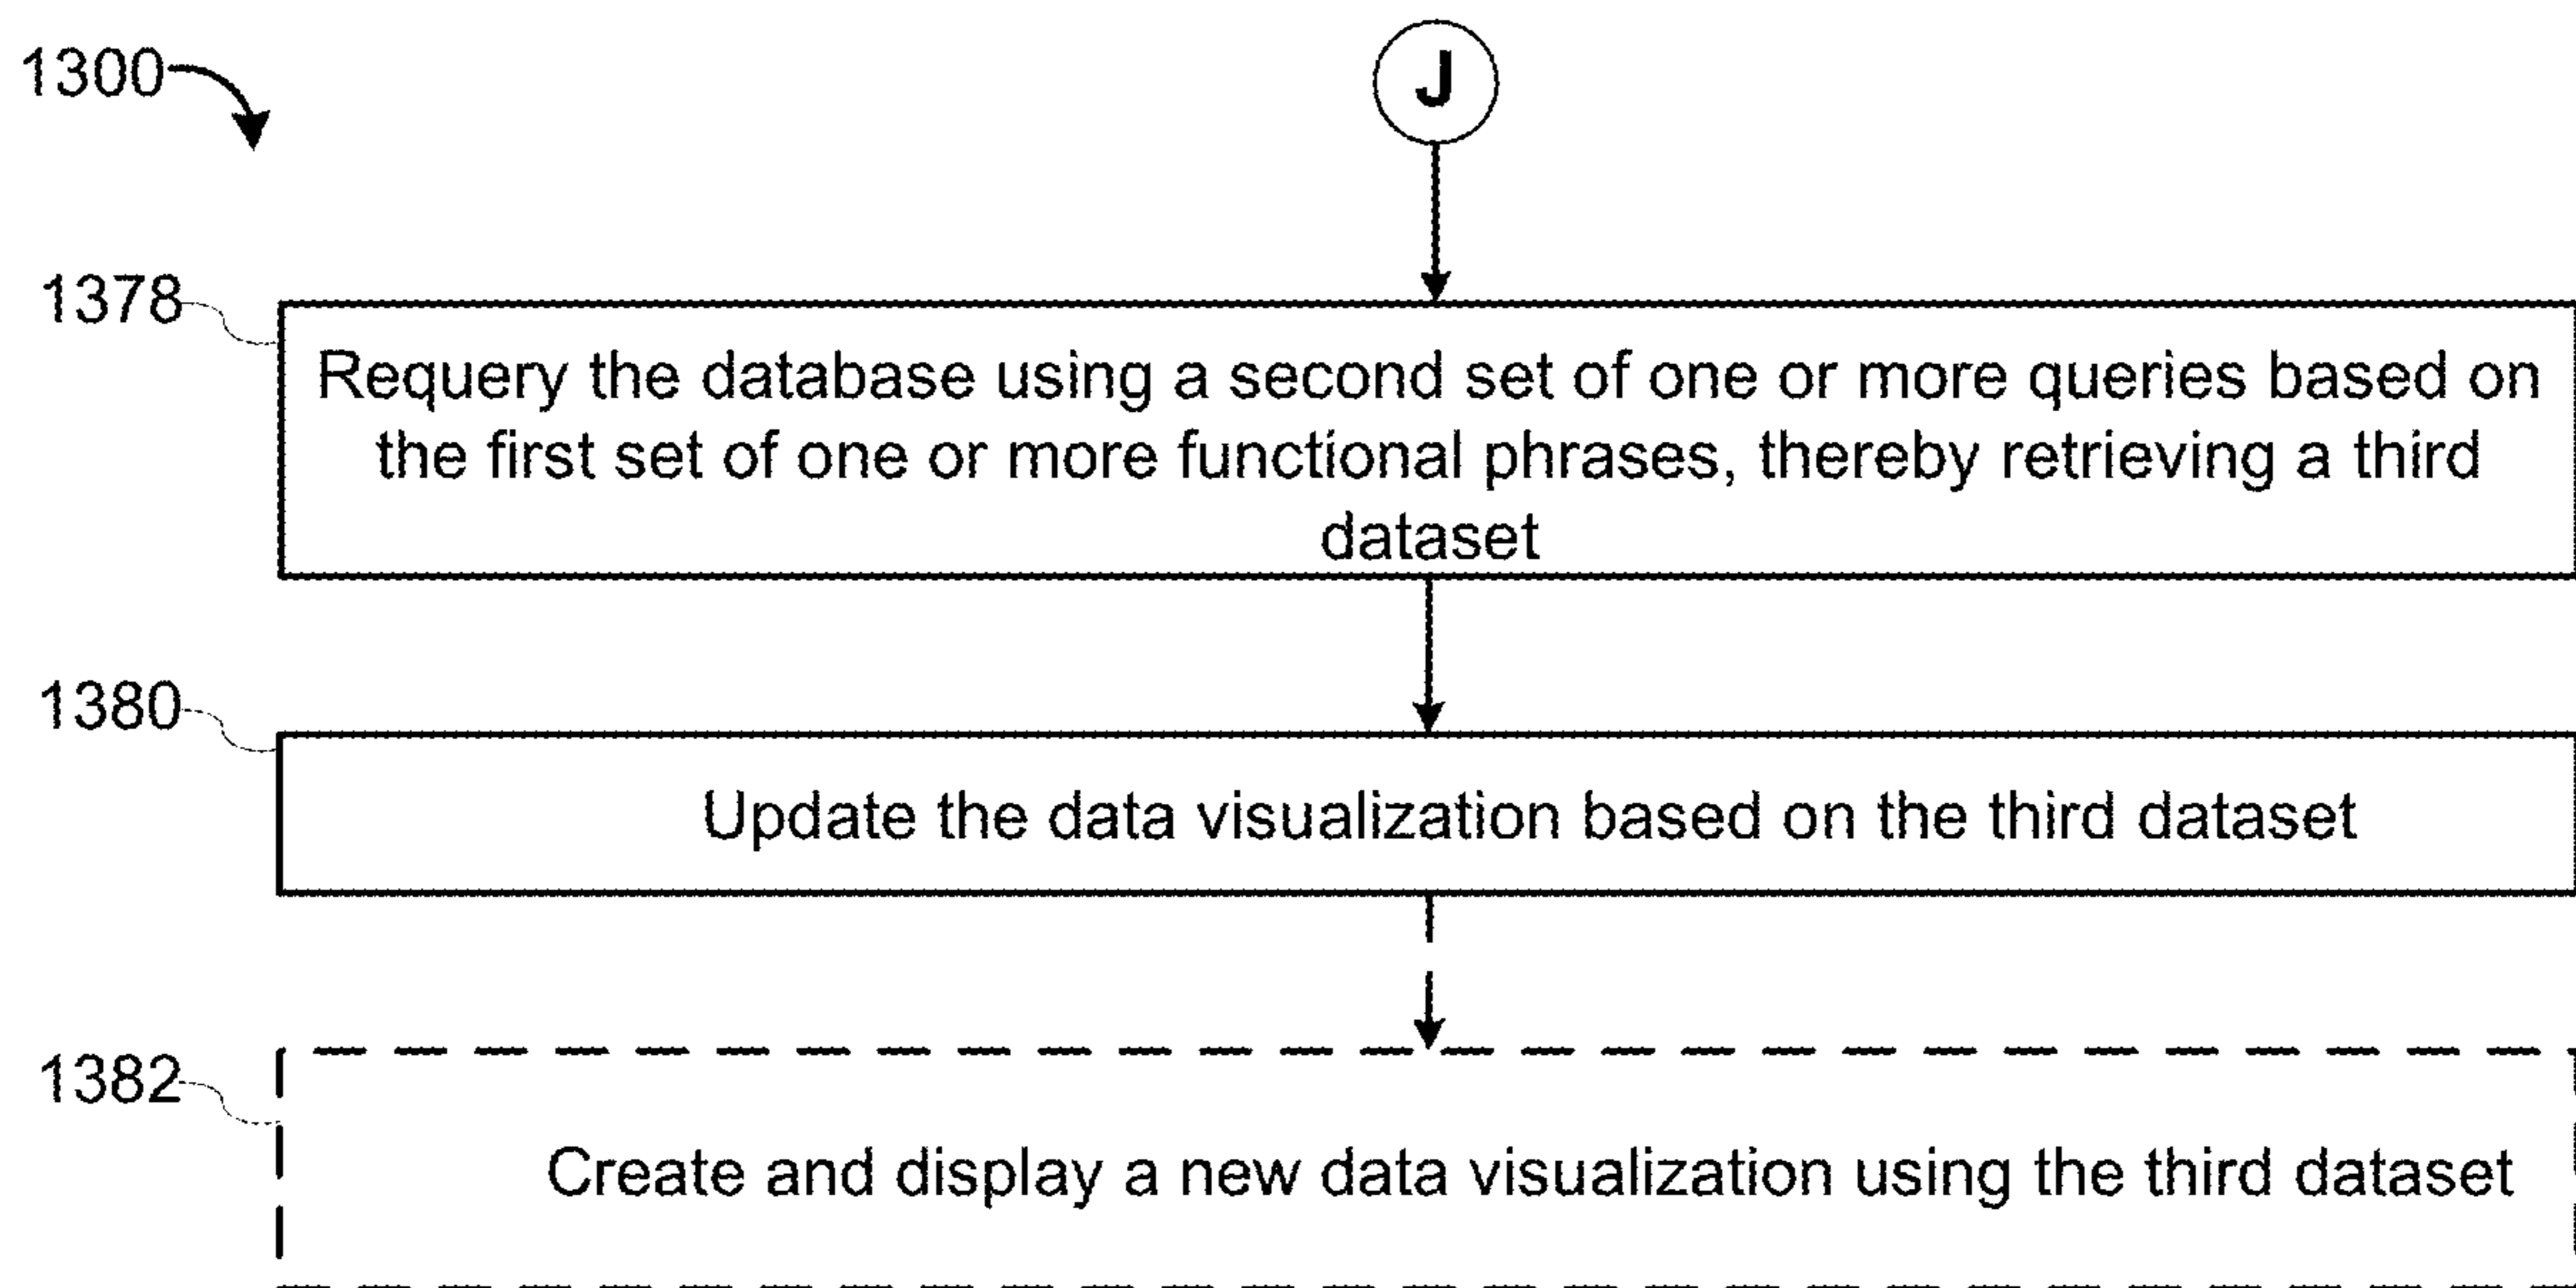 1300
J
1378
Requery the database using a second set of one or more queries based on
the first set of one or more functional phrases, thereby retrieving a third
dataset
1380
Update the data visualization based on the third dataset
1382
Create and display a new data visualization using the third dataset